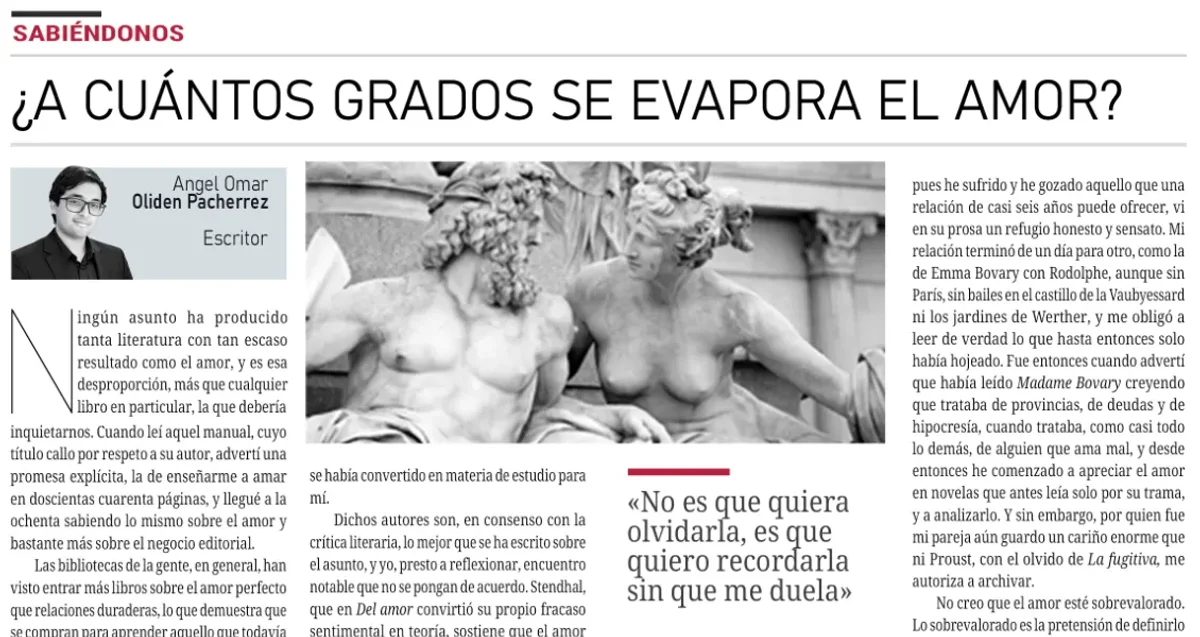 SABIÉNDONOS
¿A CUÁNTOS GRADOS SE EVAPORA EL AMOR?
Angel Omar
Oliden Pacherrez
Escritor
Ningún asunto ha producido
tanta literatura con tan escaso
resultado como el amor, y es esa
desproporción, más que cualquier
libro en particular, la que debería
inquietarnos. Cuando leí aquel manual, cuyo
título callo por respeto a su autor, advertí una
promesa explícita, la de enseñarme a amar
en doscientas cuarenta páginas, y llegué a la
ochenta sabiendo lo mismo sobre el amor y
bastante más sobre el negocio editorial.
Las bibliotecas de la gente, en general, han
visto entrar más libros sobre el amor perfecto
que relaciones duraderas, lo que demuestra que
se compran para aprender aquello que todavía
se había convertido en materia de estudio para
mí.
Dichos autores son, en consenso con la
crítica literaria, lo mejor que se ha escrito sobre
el asunto, y yo, presto a reflexionar, encuentro
notable que no se pongan de acuerdo. Stendhal,
que en Del amor convirtió su propio fracaso
sentimental en teoría, sostiene que el amor
«No es que quiera
olvidarla, es que
quiero recordarla
sin que me duela»
pues he sufrido y he gozado aquello que una
relación de casi seis años puede ofrecer, vi
en su prosa un refugio honesto y sensato. Mi
relación terminó de un día para otro, como la
de Emma Bovary con Rodolphe, aunque sin
París, sin bailes en el castillo de la Vaubyessard
ni los jardines de Werther, y me obligó a
leer de verdad lo que hasta entonces solo
había hojeado. Fue entonces cuando advertí
que había leído Madame Bovary creyendo
que trataba de provincias, de deudas y de
hipocresía, cuando trataba, como casi todo
lo demás, de alguien que ama mal, y desde
entonces he comenzado a apreciar el amor
en novelas que antes leía solo por su trama,
y a analizarlo. Y sin embargo, por quien fue
mi pareja aún guardo un cariño enorme que
ni Proust, con el olvido de La fugitiva, me
autoriza a archivar.
No creo que el amor esté sobrevalorado.
Lo sobrevalorado es la pretensión de definirlo